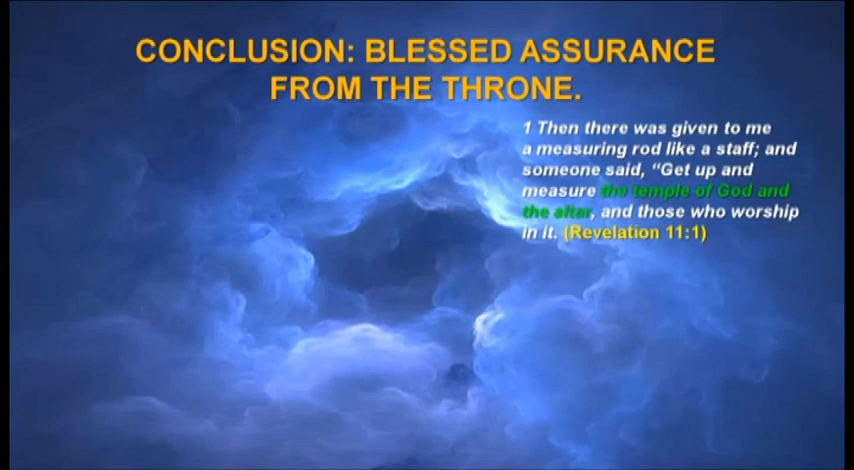 CONCLUSION: BLESSED ASSURANCE
FROM THE THRONE.
1 Then there was given to me
a measuring rod like a staff; and
someone said, “Get up and
measure the temple of God and
the altar, and those who worship
in it. (Revelation 11:1)